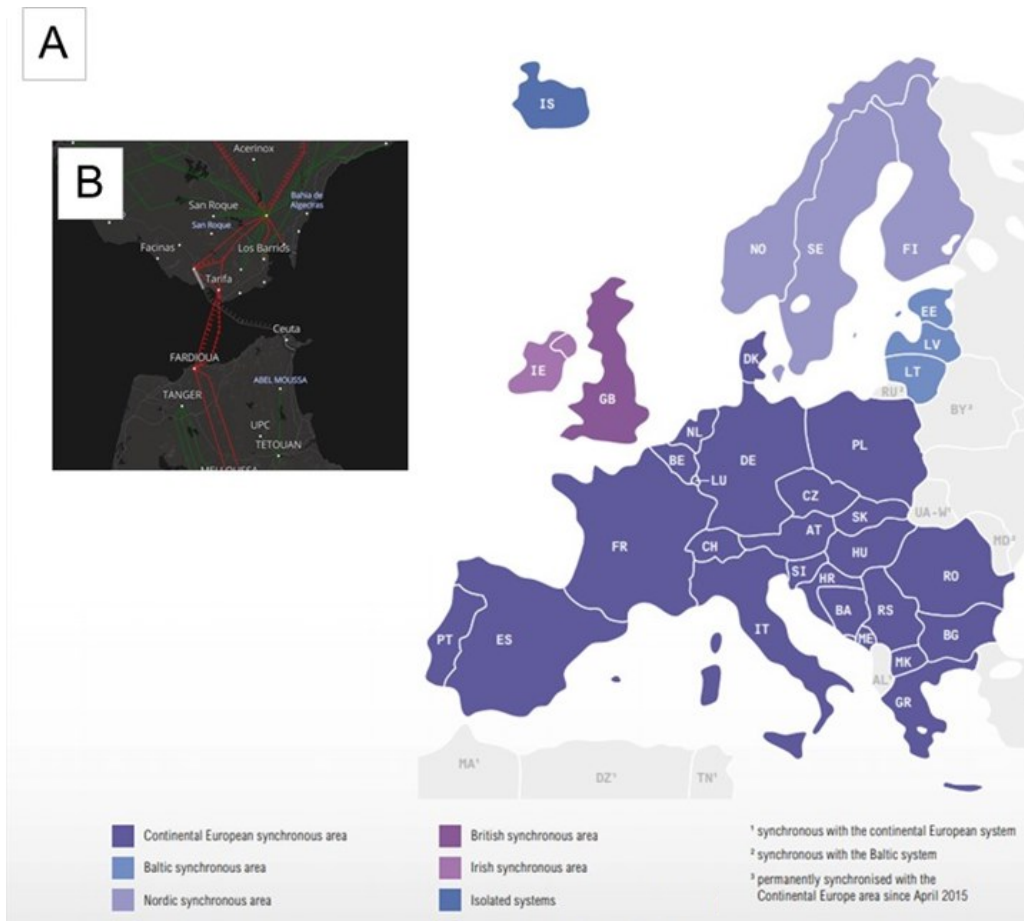 A
B
Acerinox
San Roque
Bahia de
Algeciras
San Roque
Facinas
Los Barrios
Tarifa
Ceuta
FARDIOUA
ABEL MOUSSA
TANGER
UPC
TETOUAN
MELLOUSSA
IS
NO
SE
FI
EE
LV
LT
DK
RU²
BY²
IE
GB
NL
BE
LU
DE
PL
CZ
SK
UA-W¹
FR
CH
AT
HU
SI
HR
RO
BA
RS
IT
ME
BG
MK
GR
PT
ES
MA¹
DZ¹
TN¹
Continental European synchronous area
Baltic synchronous area
Nordic synchronous area
British synchronous area
Irish synchronous area
Isolated systems
¹ synchronous with the continental European system
² synchronous with the Baltic system
³ permanently synchronised with the
Continental Europe area since April 2015